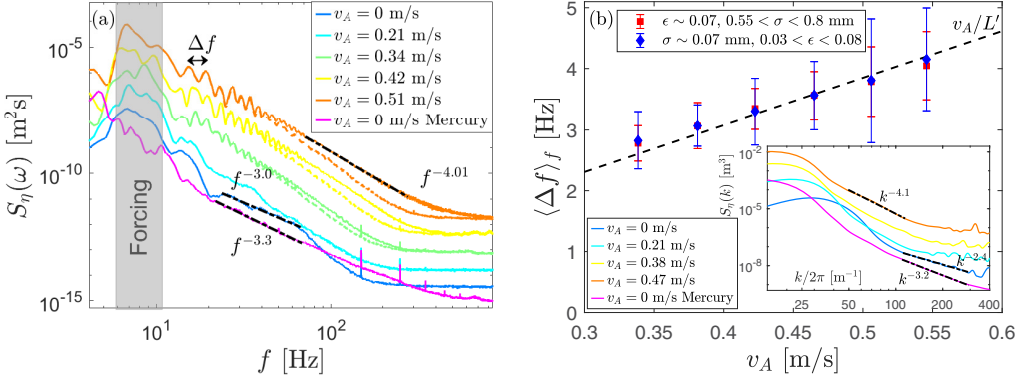 (a)
Δf
v_A = 0 m/s
v_A = 0.21 m/s
v_A = 0.34 m/s
v_A = 0.42 m/s
v_A = 0.51 m/s
v_A = 0 m/s Mercury
10^-5
10^-10
10^-15
S_η(ω) [m²s]
Forcing
f^-3.0
f^-3.3
f^-4.01
10^1
10^2
f [Hz]
(b)
ϵ ∼ 0.07, 0.55 < σ < 0.8 mm
σ ∼ 0.07 mm, 0.03 < ϵ < 0.08
v_A/L′
5
4
3
2
1
0
⟨Δf⟩_f [Hz]
v_A = 0 m/s
v_A = 0.21 m/s
v_A = 0.38 m/s
v_A = 0.47 m/s
v_A = 0 m/s Mercury
S_η(k) [m³]
10^-2
10^-5
10^-8
k^-4.1
k^-2.4
k^-3.2
k/2π [m^-1]
25
50
100
200
400
0.3
0.35
0.4
0.45
0.5
0.55
0.6
v_A [m/s]